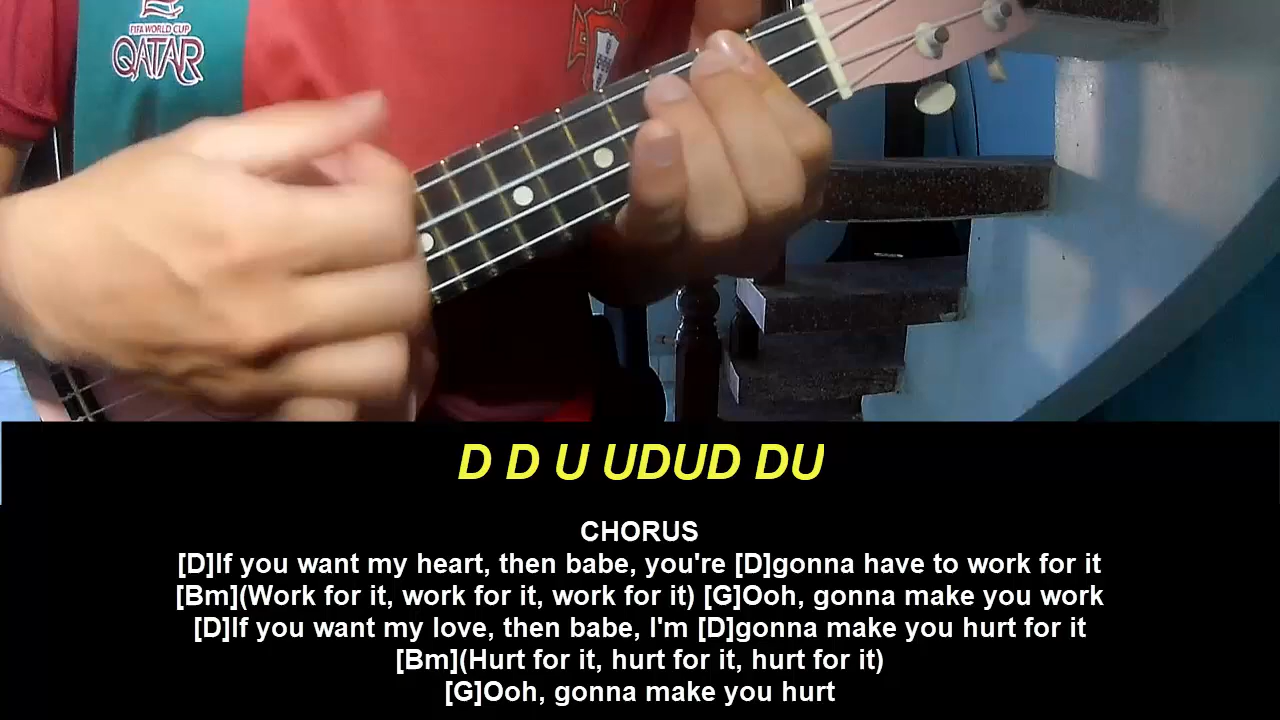 FIFA WORLD CUP
QATAR
D D U UDUD DU
CHORUS
[D]If you want my heart, then babe, you're [D]gonna have to work for it
[Bm](Work for it, work for it, work for it) [G]Ooh, gonna make you work
[D]If you want my love, then babe, I'm [D]gonna make you hurt for it
[Bm](Hurt for it, hurt for it, hurt for it)
[G]Ooh, gonna make you hurt